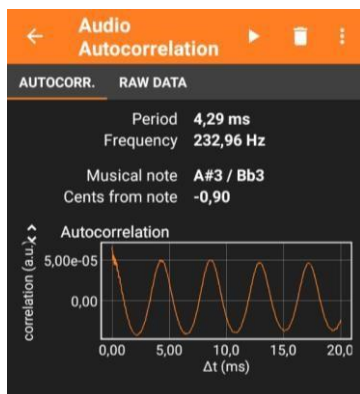 Audio
Autocorrelation
AUTOCORR. RAW DATA
Period 4,29 ms
Frequency 232,96 Hz
Musical note A#3 / Bb3
Cents from note -0,90
Autocorrelation
correlation (a.u.)
5,00e-05
0,00
0,00 5,00 10,0 15,0 20,0
Δt (ms)